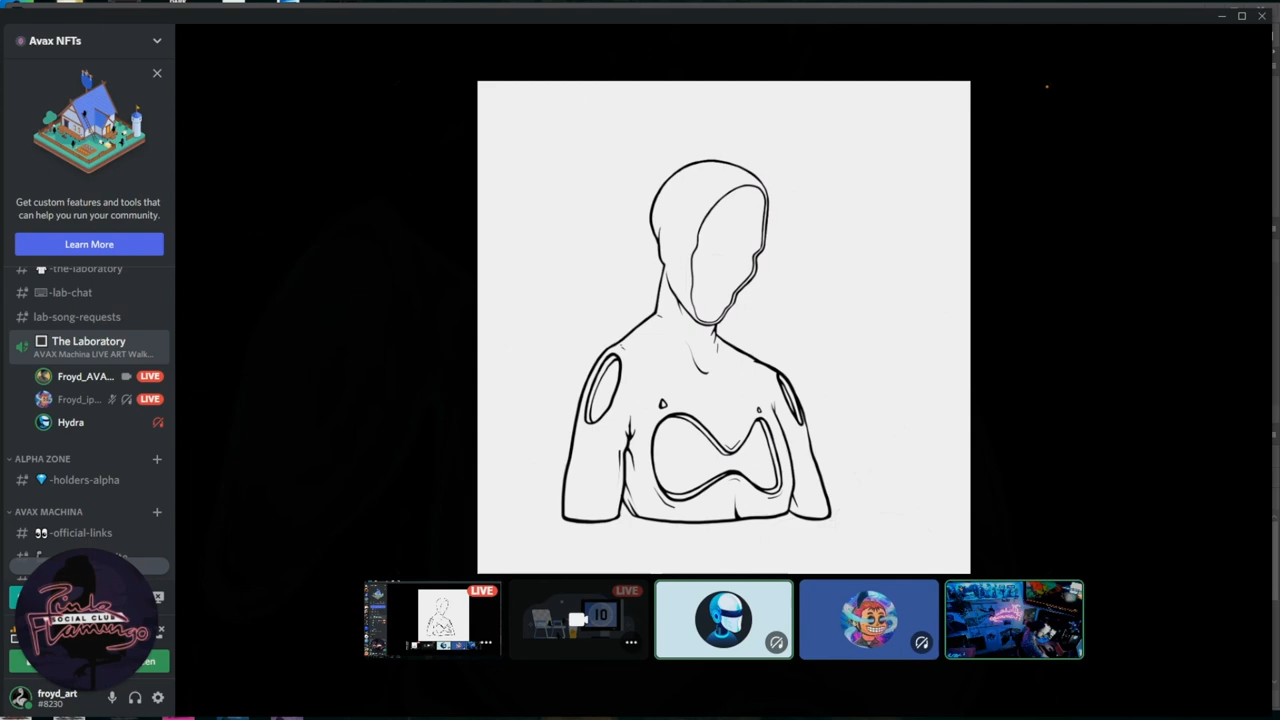 Avax NFTs
Get custom features and tools that
can help you run your community.
Learn More
-the-laboratory
-lab-chat
lab-song-requests
The Laboratory
AVAX Machina LIVE ART Walk...
Froyd_AVA... LIVE
Froyd_ip... LIVE
Hydra
ALPHA ZONE
-holders-alpha
AVAX MACHINA
-official-links
Pink
SOCIAL CLUB
Flamingo
froyd_art
#8230
LIVE
LIVE
10